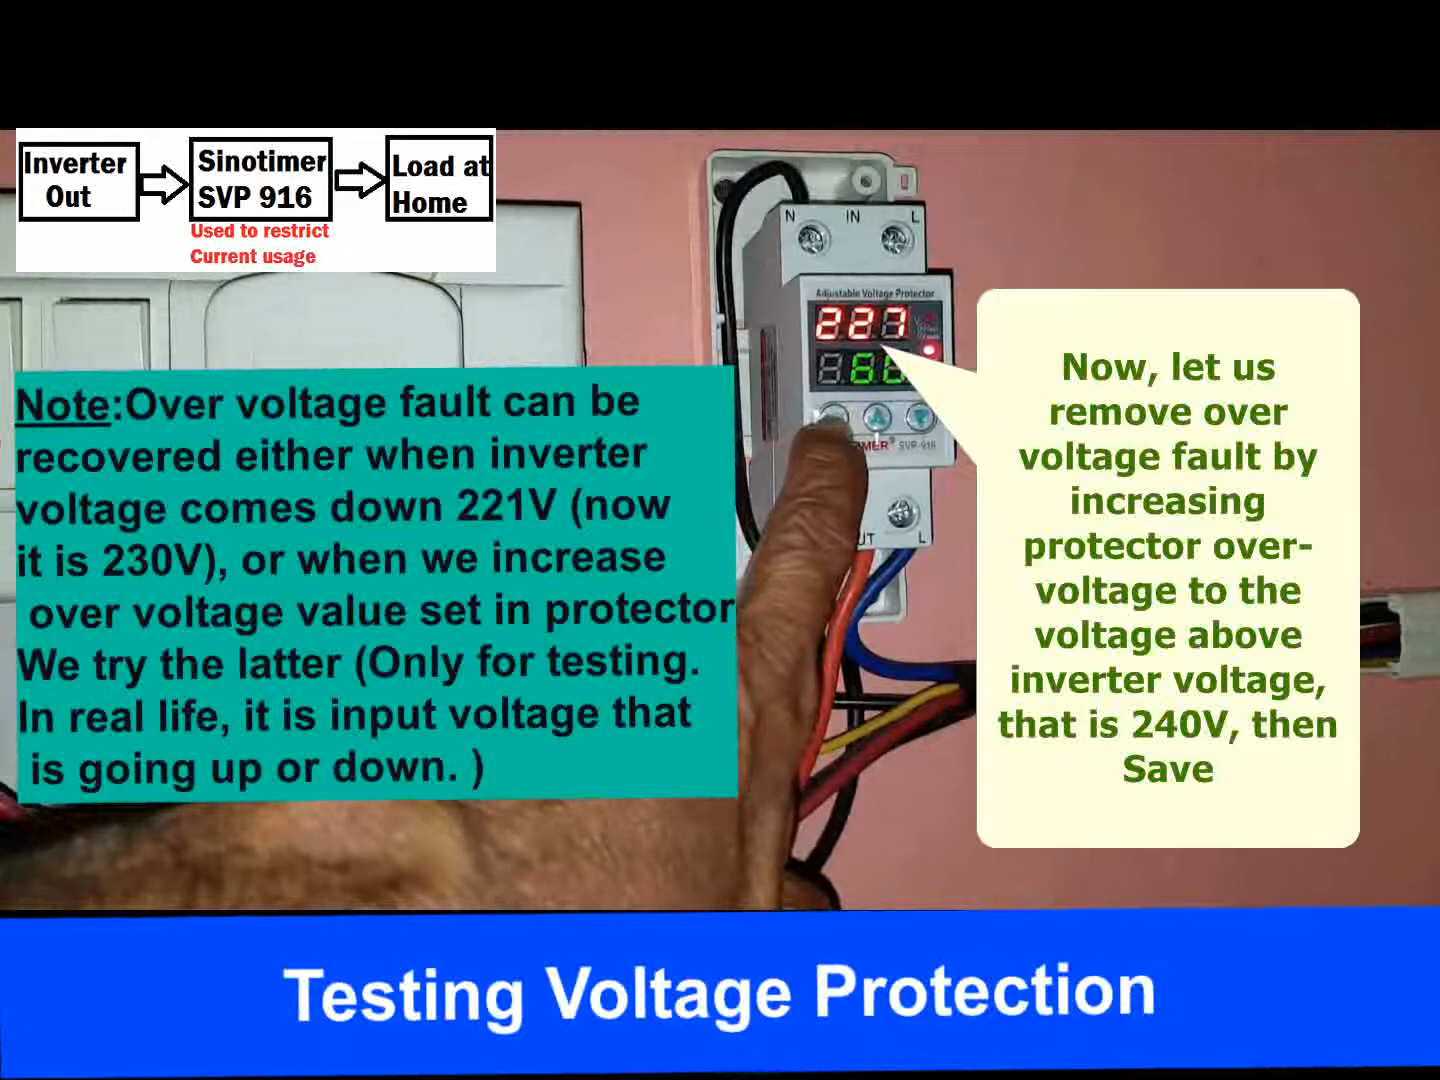 Inverter
Out
Sinotimer
SVP 916
Load at
Home
Used to restrict
Current usage
N IN L
Adjustable Voltage Protector
227
SVP-916
L
Note:Over voltage fault can be
recovered either when inverter
voltage comes down 221V (now
it is 230V), or when we increase
over voltage value set in protector
We try the latter (Only for testing.
In real life, it is input voltage that
is going up or down. )
Now, let us
remove over
voltage fault by
increasing
protector over-
voltage to the
voltage above
inverter voltage,
that is 240V, then
Save
Testing Voltage Protection